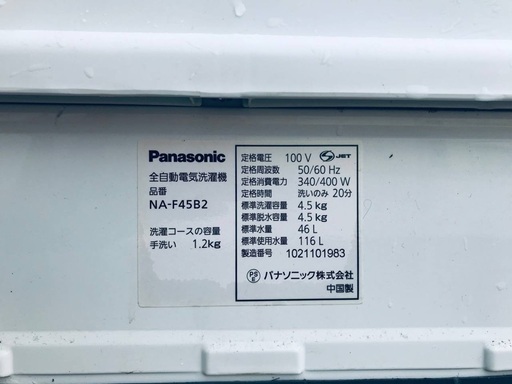 Panasonic
全自動電気洗濯機
品番
NA-F45B2
洗濯コースの容量
手洗い 1.2kg
定格電圧 100 V JET
定格周波数 50/60 Hz
定格消費電力 340/400 W
定格時間 洗いのみ 20分
標準洗濯容量 4.5 kg
標準脱水容量 4.5 kg
標準水量 46 L
標準使用水量 116 L
製造番号 1021101983
PS E パナソニック株式会社
中国製